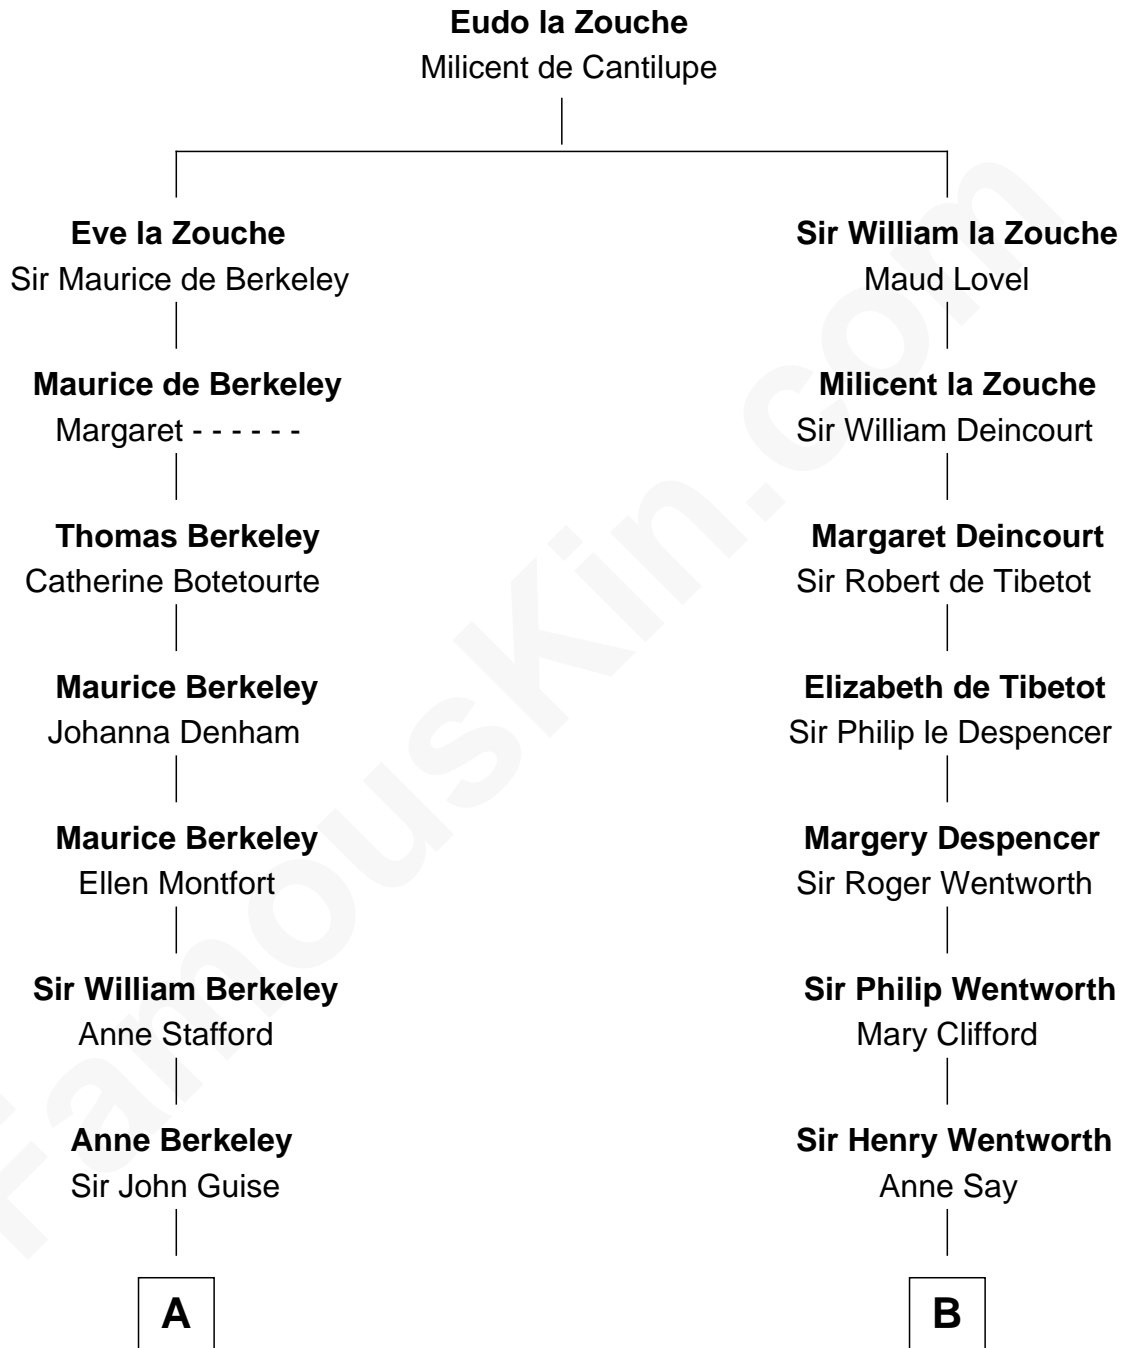 Eudo la Zouche
Milicent de Cantilupe
Eve la Zouche
Sir Maurice de Berkeley
Sir William la Zouche
Maud Lovel
Maurice de Berkeley
Margaret - - - - - -
Milicent la Zouche
Sir William Deincourt
Thomas Berkeley
Catherine Botetourte
Margaret Deincourt
Sir Robert de Tibetot
Maurice Berkeley
Johanna Denham
Elizabeth de Tibetot
Sir Philip le Despencer
Maurice Berkeley
Ellen Montfort
Margery Despencer
Sir Roger Wentworth
Sir William Berkeley
Anne Stafford
Sir Philip Wentworth
Mary Clifford
Anne Berkeley
Sir John Guise
Sir Henry Wentworth
Anne Say
A
B
FamousKin.com